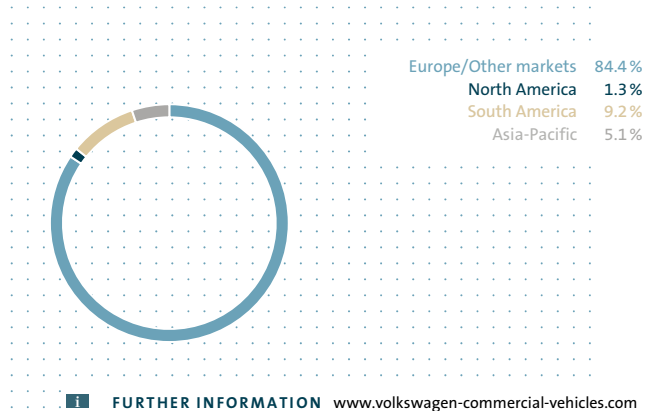 Europe/Other markets 84.4 %
North America 1.3 %
South America 9.2 %
Asia-Pacific 5.1 %
i FURTHER INFORMATION www.volkswagen-commercial-vehicles.com